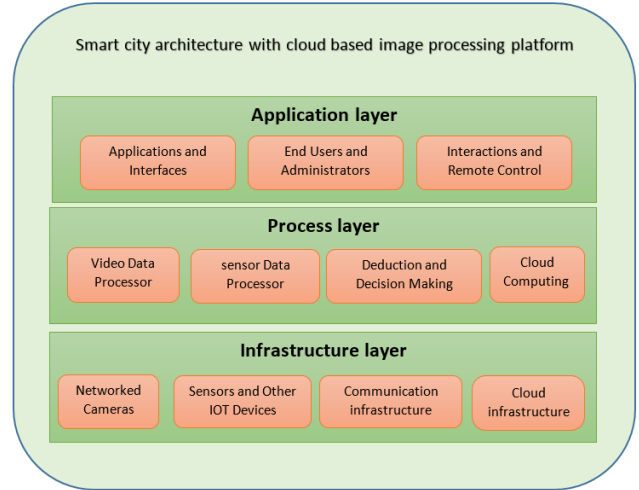 Smart city architecture with cloud based image processing platform
Application layer
Applications and
Interfaces
End Users and
Administrators
Interactions and
Remote Control
Process layer
Video Data
Processor
sensor Data
Processor
Deduction and
Decision Making
Cloud
Computing
Infrastructure layer
Networked
Cameras
Sensors and Other
IOT Devices
Communication
infrastructure
Cloud
infrastructure